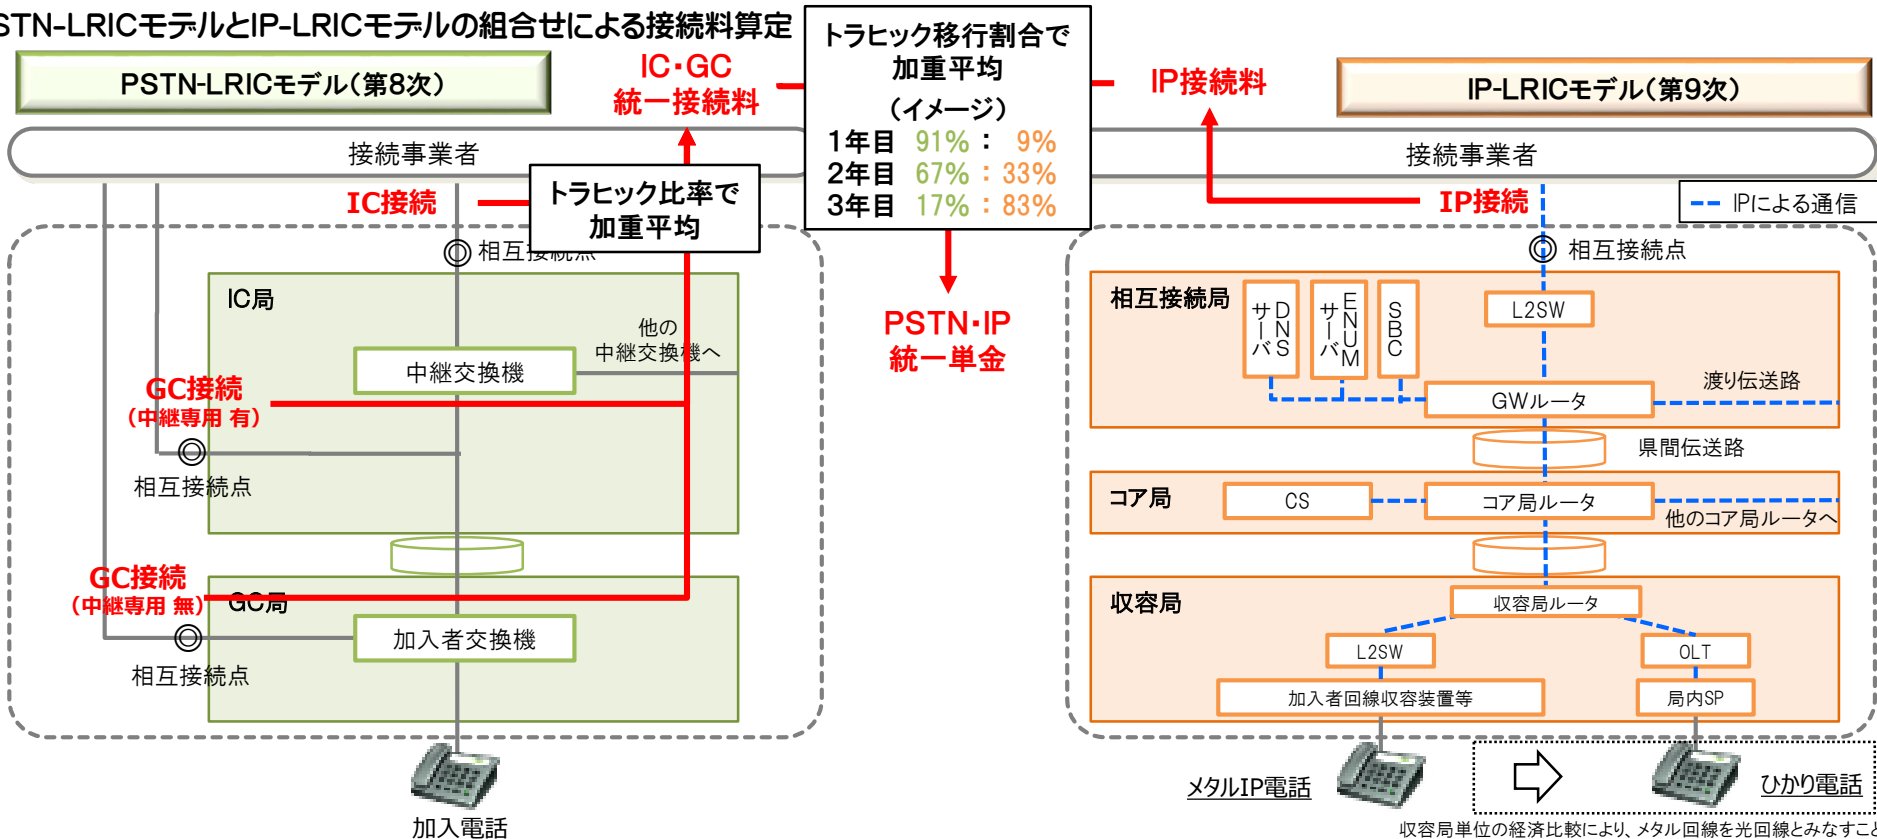 STN-LRICモデルとIP-LRICモデルの組合せによる接続料算定
PSTN-LRICモデル(第8次)
IC・GC
統一接続料
トラヒック移行割合で
加重平均
(イメージ)
1年目 91% : 9%
2年目 67% : 33%
3年目 17% : 83%
IP接続料
IP-LRICモデル(第9次)
接続事業者
IC接続
トラヒック比率で
加重平均
相互接続点
IC局
他の
中継交換機へ
中継交換機
GC接続
(中継専用 有)
相互接続点
GC接続
(中継専用 無)
GC局
加入者交換機
相互接続点
加入電話
PSTN・IP
統一単金
接続事業者
IP接続
IPによる通信
相互接続点
相互接続局
DNS
サーバ
ENUM
サーバ
SBC
L2SW
GWルータ
渡り伝送路
県間伝送路
コア局
CS
コア局ルータ
他のコア局ルータへ
収容局
収容局ルータ
L2SW
OLT
加入者回線収容装置等
局内SP
メタルIP電話
ひかり電話
収容局単位の経済比較により、メタル回線を光回線とみなすこと